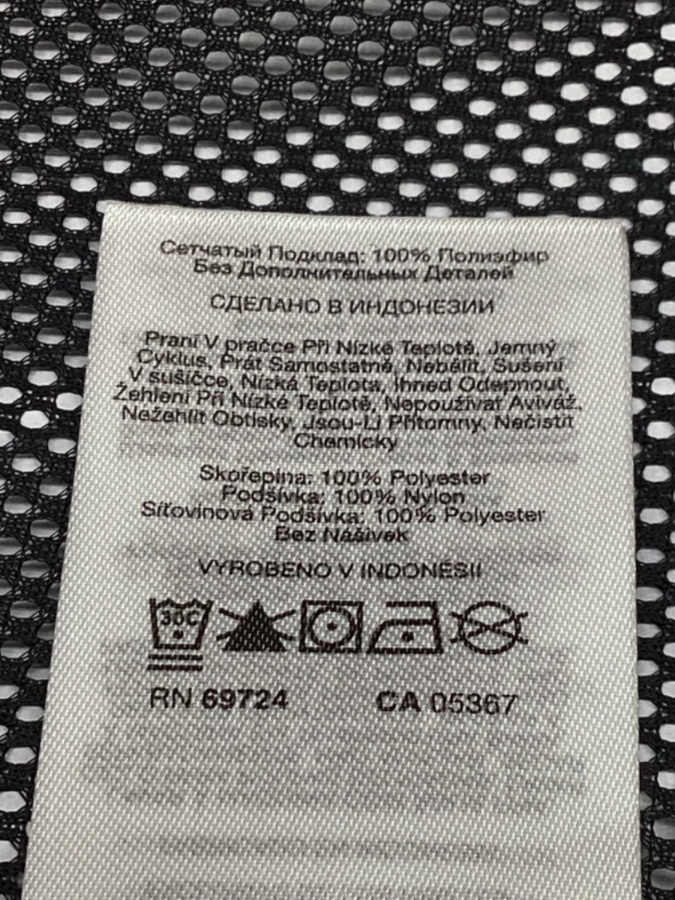 Сетчатый Подклад: 100% Полиэфир
Без Дополнительных Деталей
СДЕЛАНО В ИНДОНЕЗИИ
Praní V pračce Při Nízké Teplotě, Jemný
Cyklus, Prát Samostatně, Nebělit, Sušení
V sušičce, Nízká Teplota, Ihned Odepnout,
Žehlení Při Nízké Teplotě, Nepoužívat Aviváž,
Nežehlit Obtisky, Jsou-Li Přítomny, Nečistit
Chemicky
Skořepina: 100% Polyester
Podšívka: 100% Nylon
Síťovinová Podšívka: 100% Polyester
Bez Nášivek
VYROBENO V INDONÉSII
30C
RN 69724 CA 05367